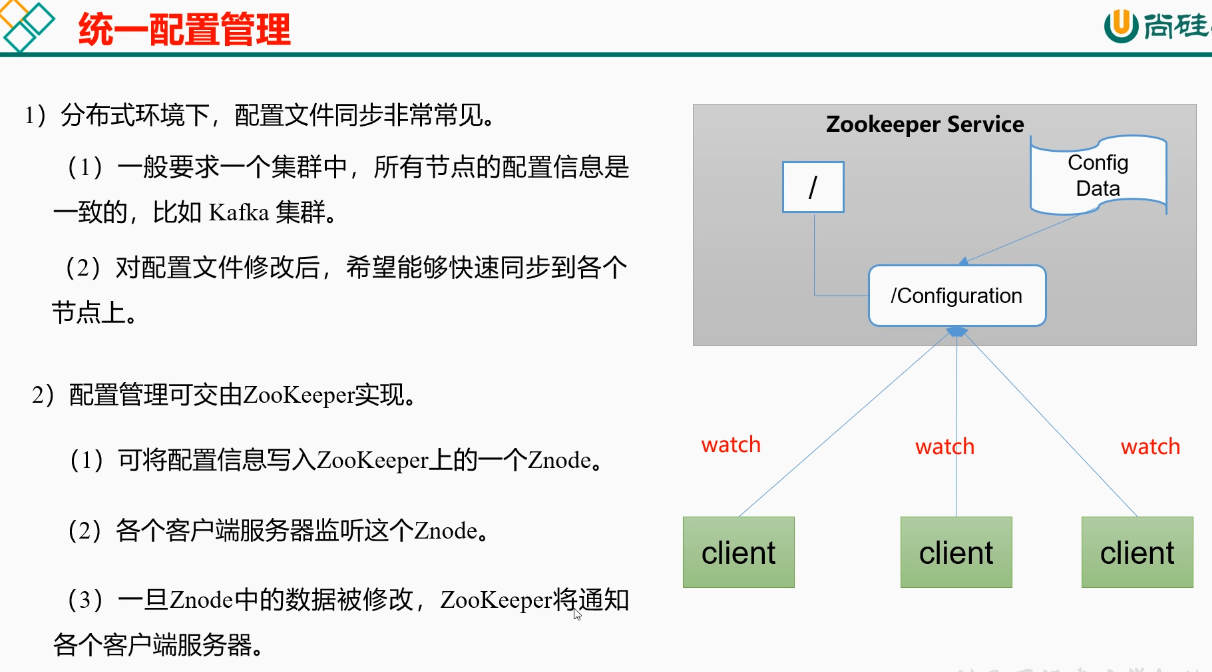 统一配置管理
尚硅
1）分布式环境下，配置文件同步非常常见。
（1）一般要求一个集群中，所有节点的配置信息是
一致的，比如 Kafka 集群。
（2）对配置文件修改后，希望能够快速同步到各个
节点上。
2）配置管理可交由ZooKeeper实现。
（1）可将配置信息写入ZooKeeper上的一个Znode。
（2）各个客户端服务器监听这个Znode。
（3）一旦Znode中的数据被修改，ZooKeeper将通知
各个客户端服务器。
Zookeeper Service
/
Config
Data
/Configuration
watch
watch
watch
client
client
client